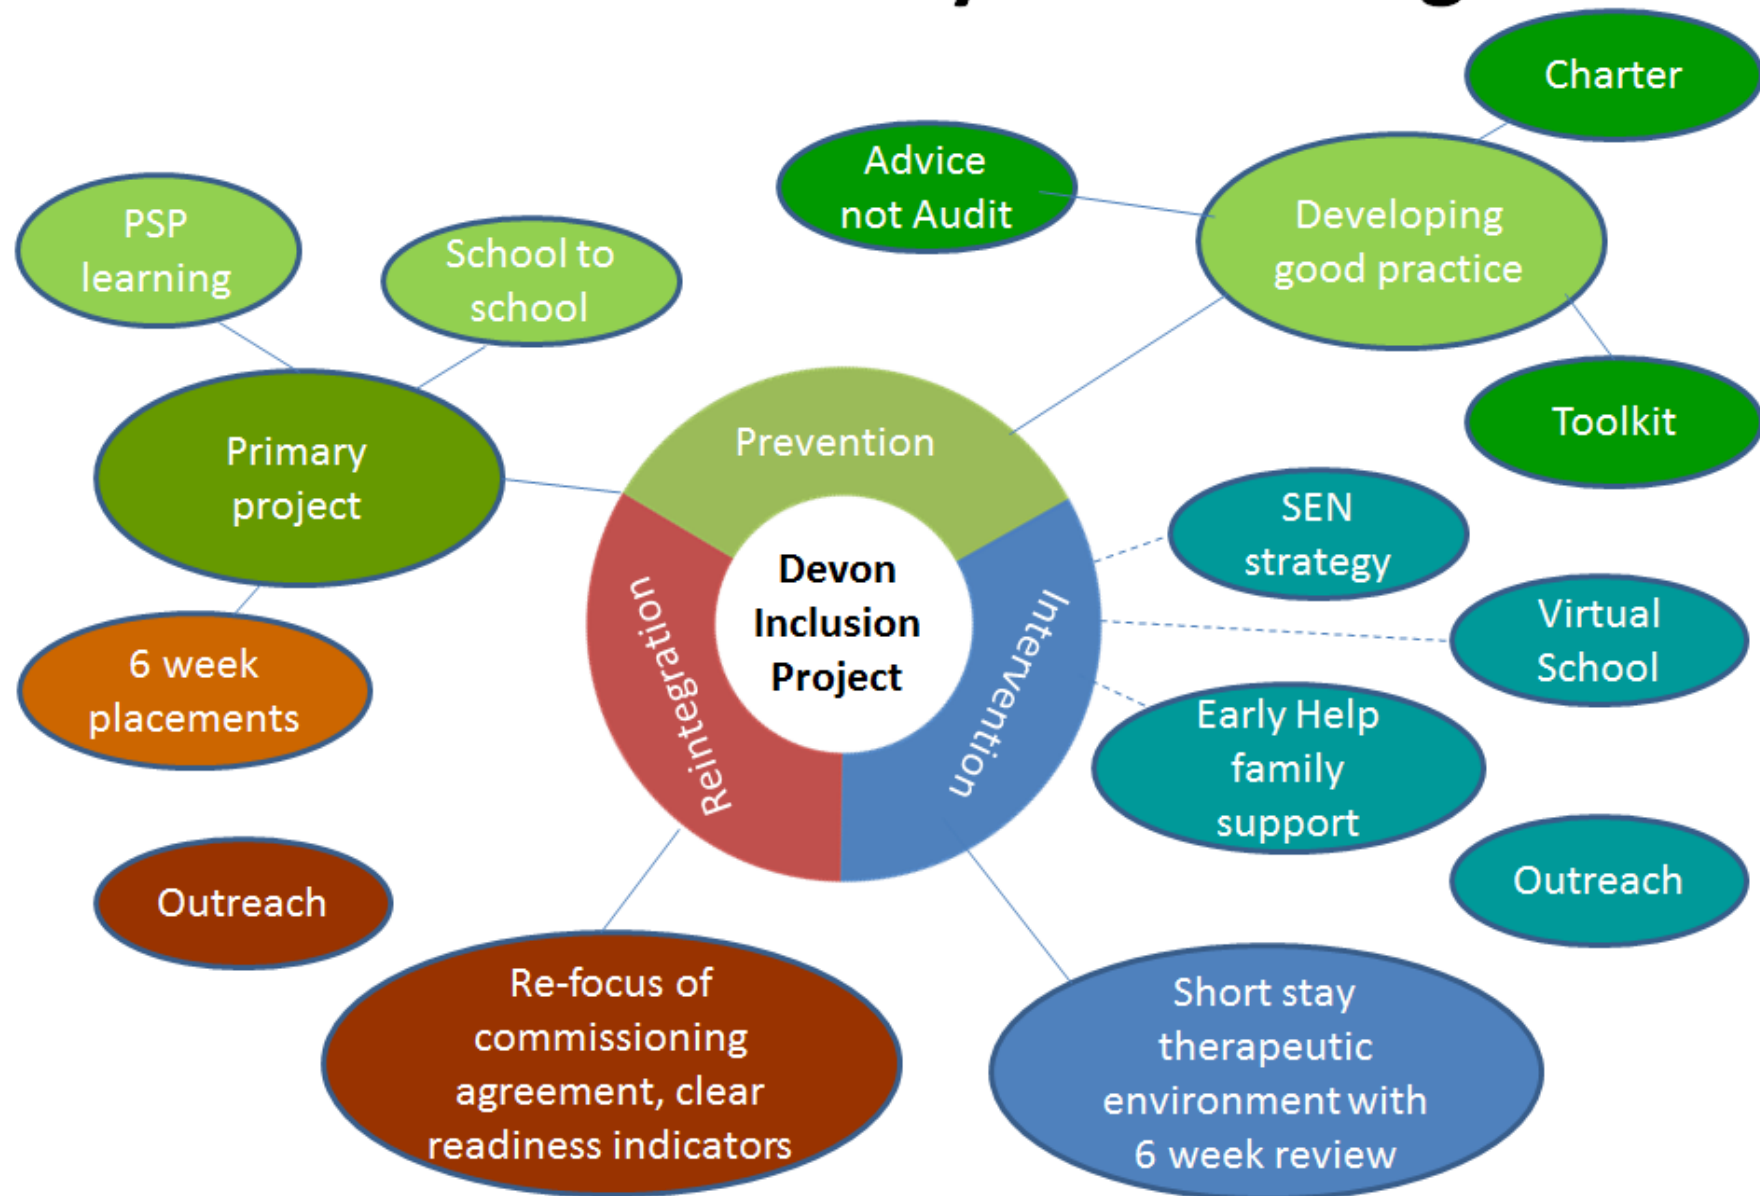 Charter
Advice
not Audit
Developing
good practice
PSP
learning
School to
school
Toolkit
Primary
project
Prevention
SEN
strategy
Devon
Inclusion
Project
Reintegration
Intervention
Virtual
School
6 week
placements
Early Help
family
support
Outreach
Outreach
Re-focus of
commissioning
agreement, clear
readiness indicators
Short stay
therapeutic
environment with
6 week review